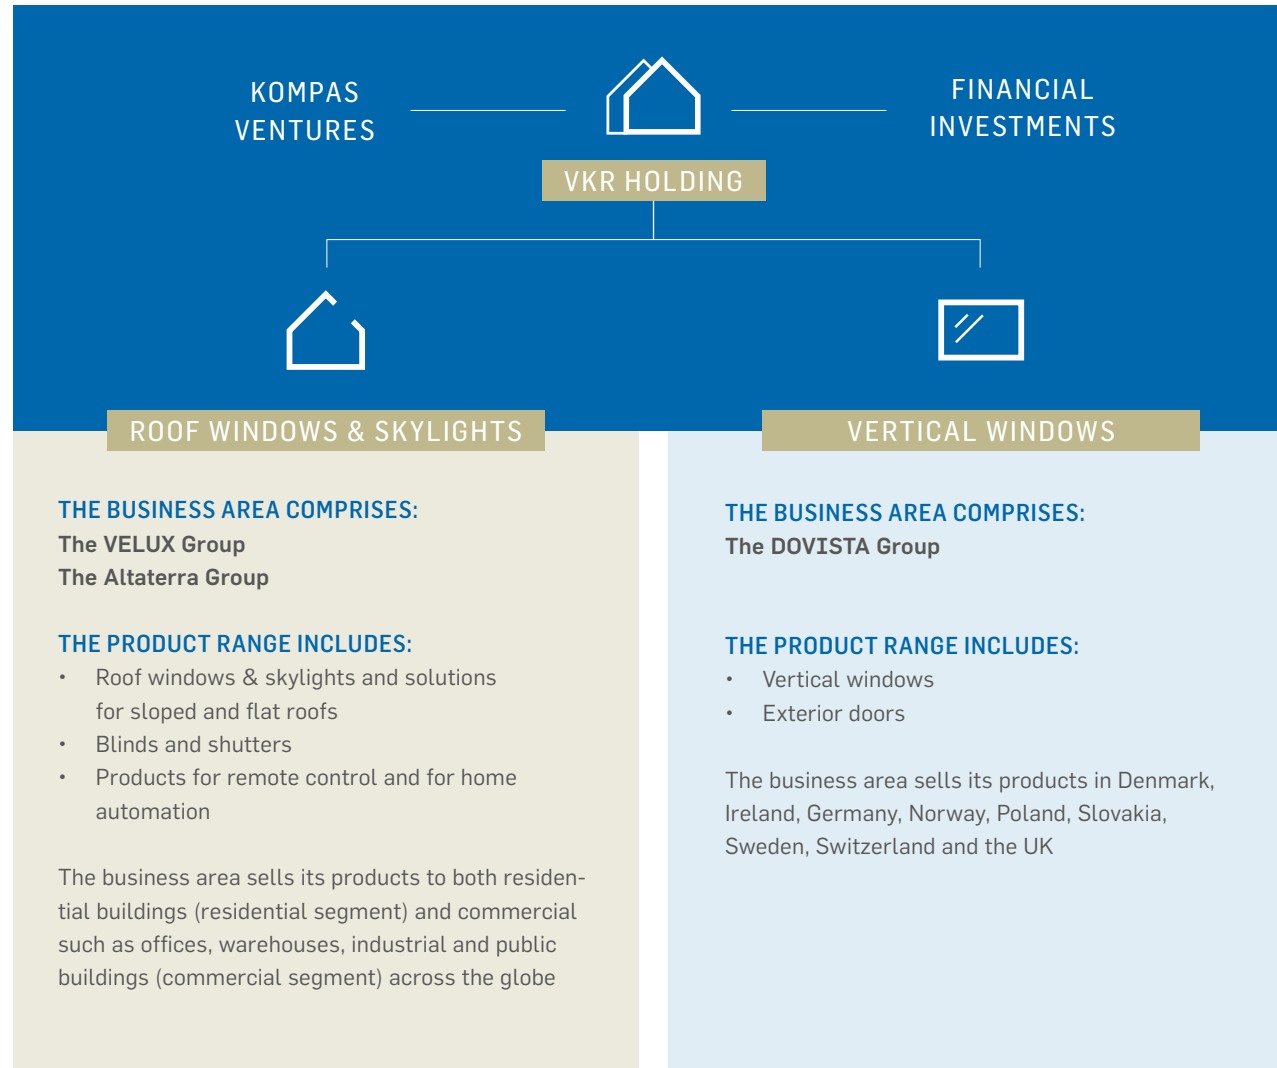 KOMPAS
VENTURES
FINANCIAL
INVESTMENTS
VKR HOLDING
ROOF WINDOWS & SKYLIGHTS
THE BUSINESS AREA COMPRISES:
The VELUX Group
The Altaterra Group
THE PRODUCT RANGE INCLUDES:
• Roof windows & skylights and solutions
for sloped and flat roofs
• Blinds and shutters
• Products for remote control and for home
automation
The business area sells its products to both residen-
tial buildings (residential segment) and commercial
such as offices, warehouses, industrial and public
buildings (commercial segment) across the globe
VERTICAL WINDOWS
THE BUSINESS AREA COMPRISES:
The DOVISTA Group
THE PRODUCT RANGE INCLUDES:
• Vertical windows
• Exterior doors
The business area sells its products in Denmark,
Ireland, Germany, Norway, Poland, Slovakia,
Sweden, Switzerland and the UK